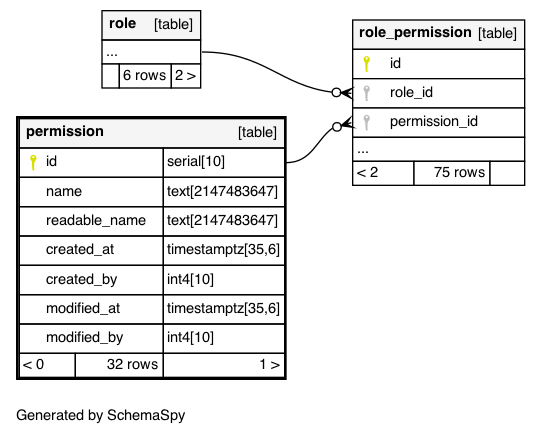 role [table]
...
6 rows 2 >
role_permission [table]
id
role_id
permission_id
...
< 2 75 rows
permission [table]
id serial[10]
name text[2147483647]
readable_name text[2147483647]
created_at timestamptz[35,6]
created_by int4[10]
modified_at timestamptz[35,6]
modified_by int4[10]
< 0 32 rows 1 >
Generated by SchemaSpy